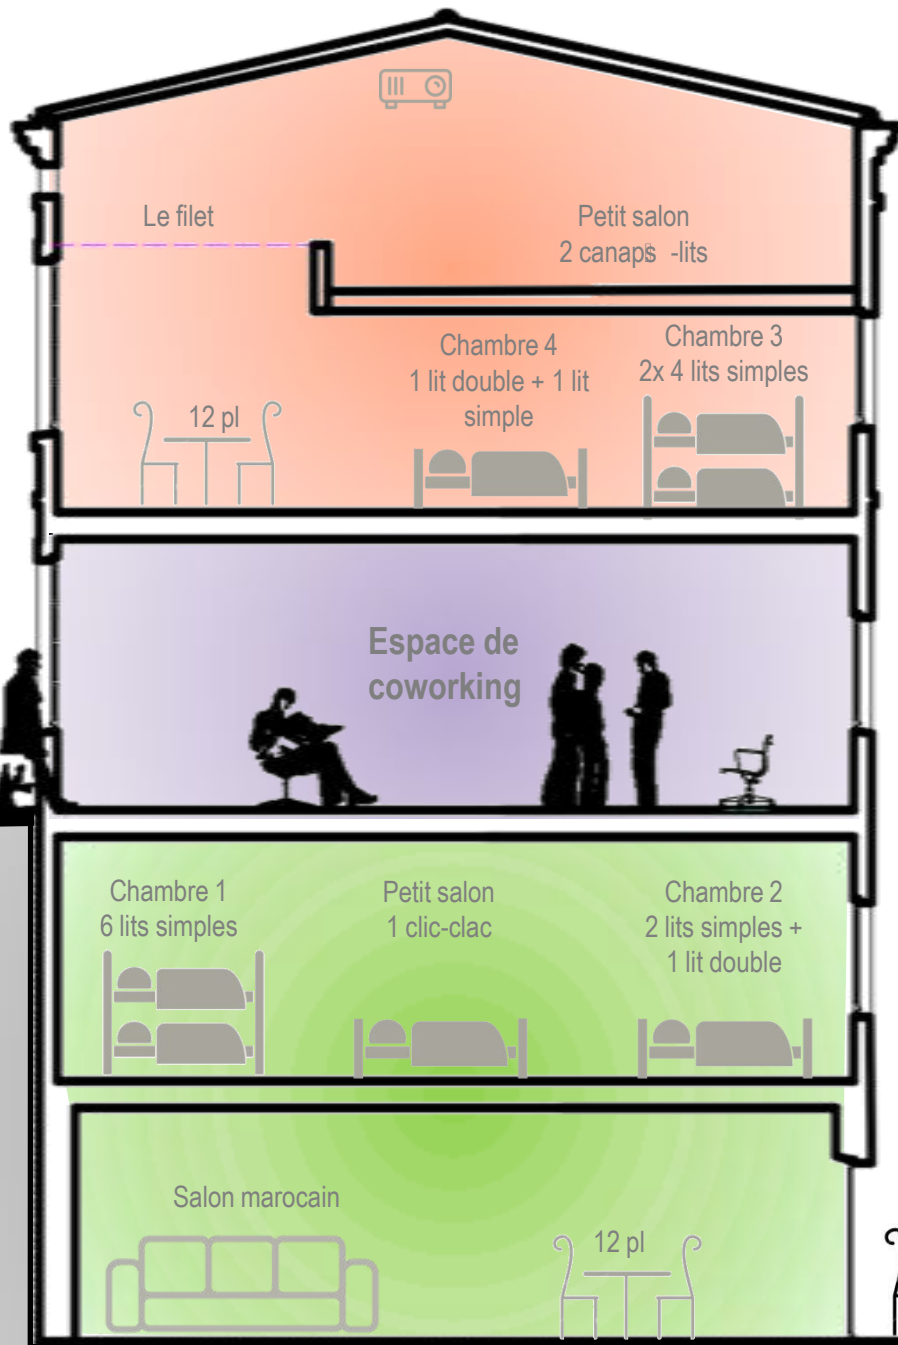 Le filet
Petit salon
2 canapés -lits
Chambre 4
1 lit double + 1 lit
simple
Chambre 3
2x 4 lits simples
12 pl
Espace de
coworking
Chambre 1
6 lits simples
Petit salon
1 clic-clac
Chambre 2
2 lits simples +
1 lit double
Salon marocain
12 pl